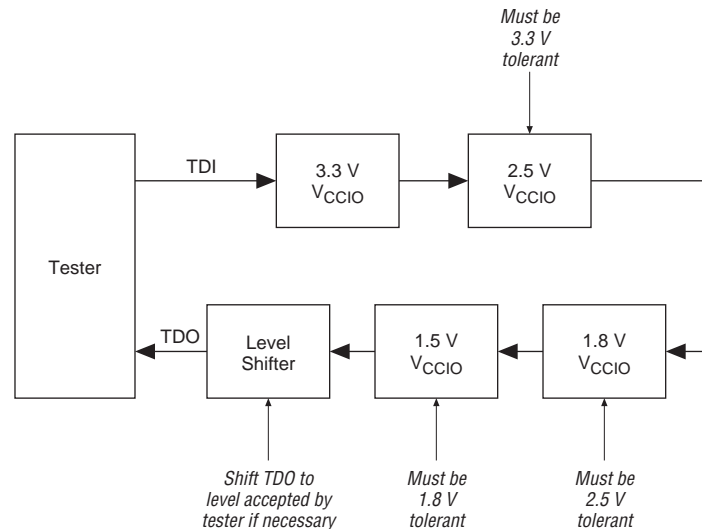 Must be
3.3 V
tolerant
TDI
3.3 V
VCCIO
2.5 V
VCCIO
Tester
TDO
Level
Shifter
1.5 V
VCCIO
1.8 V
VCCIO
Shift TDO to
level accepted by
tester if necessary
Must be
1.8 V
tolerant
Must be
2.5 V
tolerant